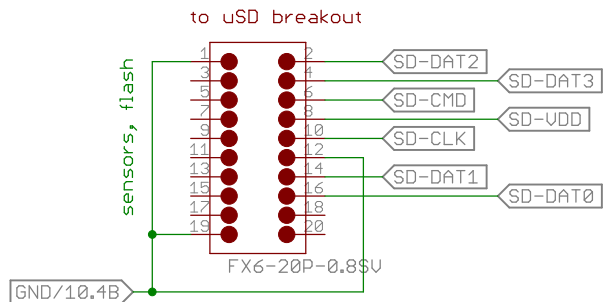 to uSD breakout
1 2 SD-DAT2
3 4 SD-DAT3
5 6 SD-CMD
7 8 SD-VDD
9 10 SD-CLK
11 12
13 14 SD-DAT1
15 16 SD-DAT0
17 18
19 20
sensors, flash
FX6-20P-0.8SV
GND/10.4B